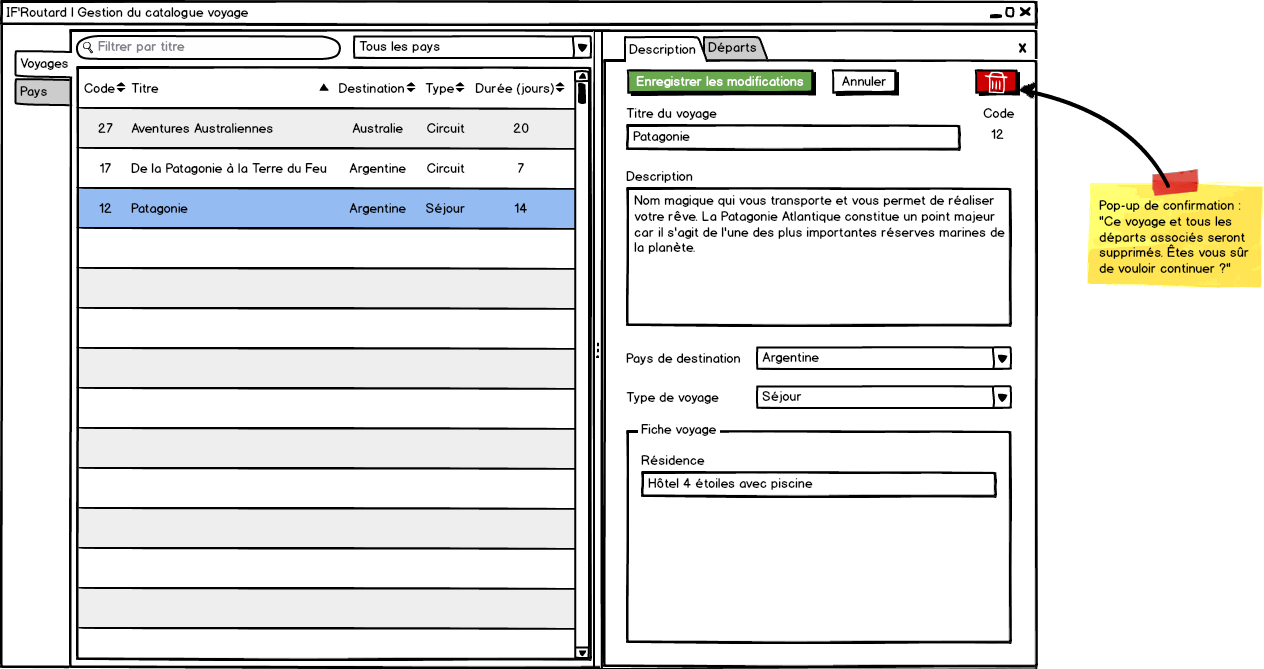 IF'Routard | Gestion du catalogue voyage
Voyages
Pays
Filtrer par titre
Tous les pays
Code Titre Destination Type Durée (jours)
27 Aventures Australiennes Australie Circuit 20
17 De la Patagonie à la Terre du Feu Argentine Circuit 7
12 Patagonie Argentine Séjour 14
Description Départs x
Enregistrer les modifications Annuler
Titre du voyage Code
Patagonie 12
Description
Nom magique qui vous transporte et vous permet de réaliser
votre rêve. La Patagonie Atlantique constitue un point majeur
car il s'agit de l'une des plus importantes réserves marines de
la planète.
Pays de destination Argentine
Type de voyage Séjour
Fiche voyage
Résidence
Hôtel 4 étoiles avec piscine
Pop-up de confirmation :
"Ce voyage et tous les
départs associés seront
supprimés. Êtes vous sûr
de vouloir continuer ?"